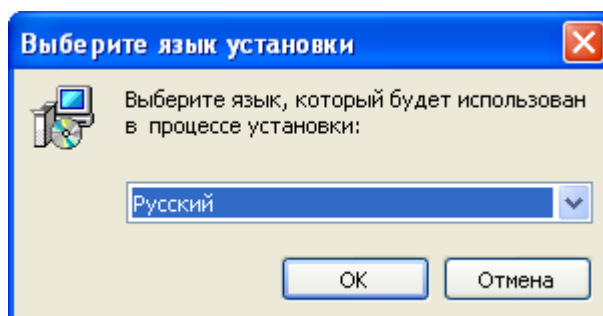 Выберите язык установки
Выберите язык, который будет использован
в процессе установки:
Русский
OK
Отмена